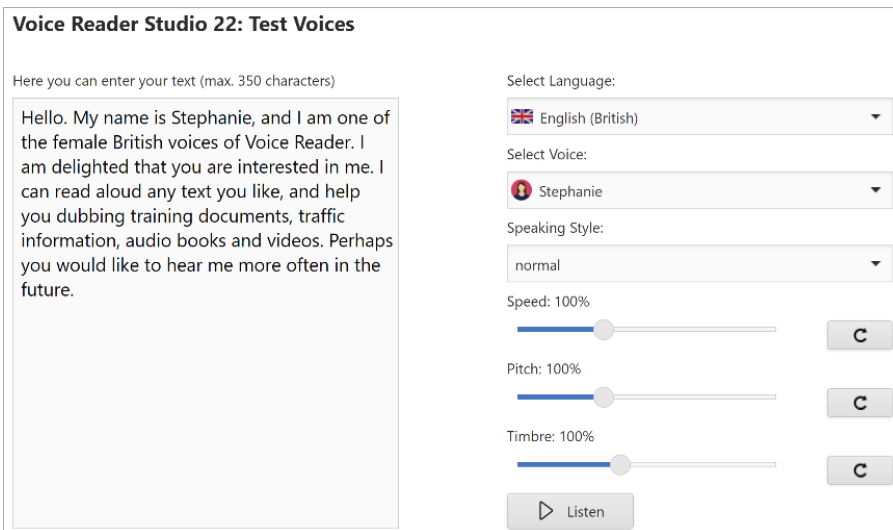 Voice Reader Studio 22: Test Voices
Here you can enter your text (max. 350 characters)
Hello. My name is Stephanie, and I am one of
the female British voices of Voice Reader. I
am delighted that you are interested in me. I
can read aloud any text you like, and help
you dubbing training documents, traffic
information, audio books and videos. Perhaps
you would like to hear me more often in the
future.
Select Language:
English (British)
Select Voice:
Stephanie
Speaking Style:
normal
Speed: 100%
Pitch: 100%
Timbre: 100%
Listen